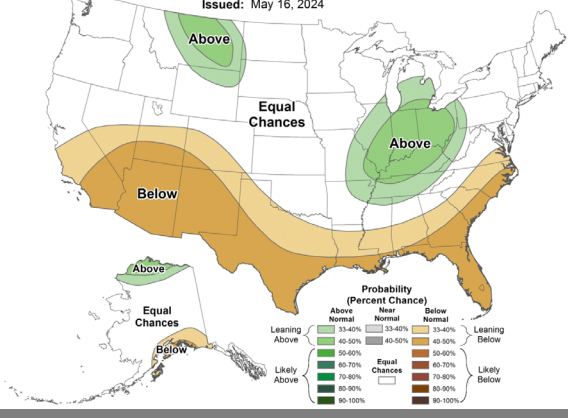 Issued: May 16, 2024
Above
Equal
Chances
Above
Below
Above
Equal
Chances
Below
Probability
(Percent Chance)
Above
Normal
Near
Normal
Below
Normal
Leaning
Above
33-40%
33-40%
33-40%
Leaning
Below
40-50%
40-50%
40-50%
50-60%
50-60%
Likely
Above
60-70%
Equal
Chances
60-70%
Likely
Below
70-80%
70-80%
80-90%
80-90%
90-100%
90-100%